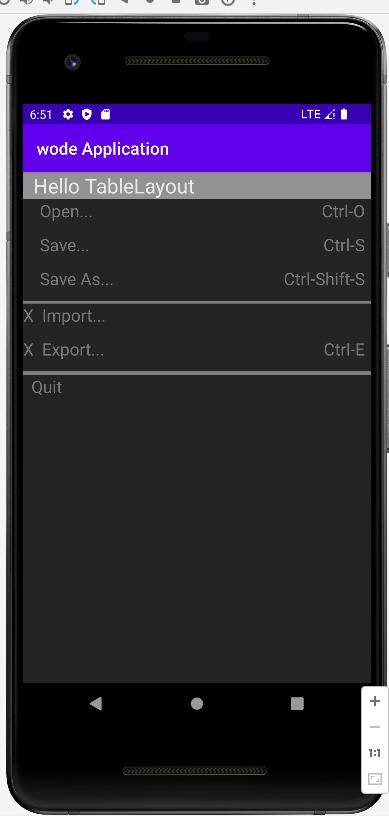 6:51 LTE
wode Application
Hello TableLayout
Open... Ctrl-O
Save... Ctrl-S
Save As... Ctrl-Shift-S
X Import...
X Export... Ctrl-E
Quit
1:1